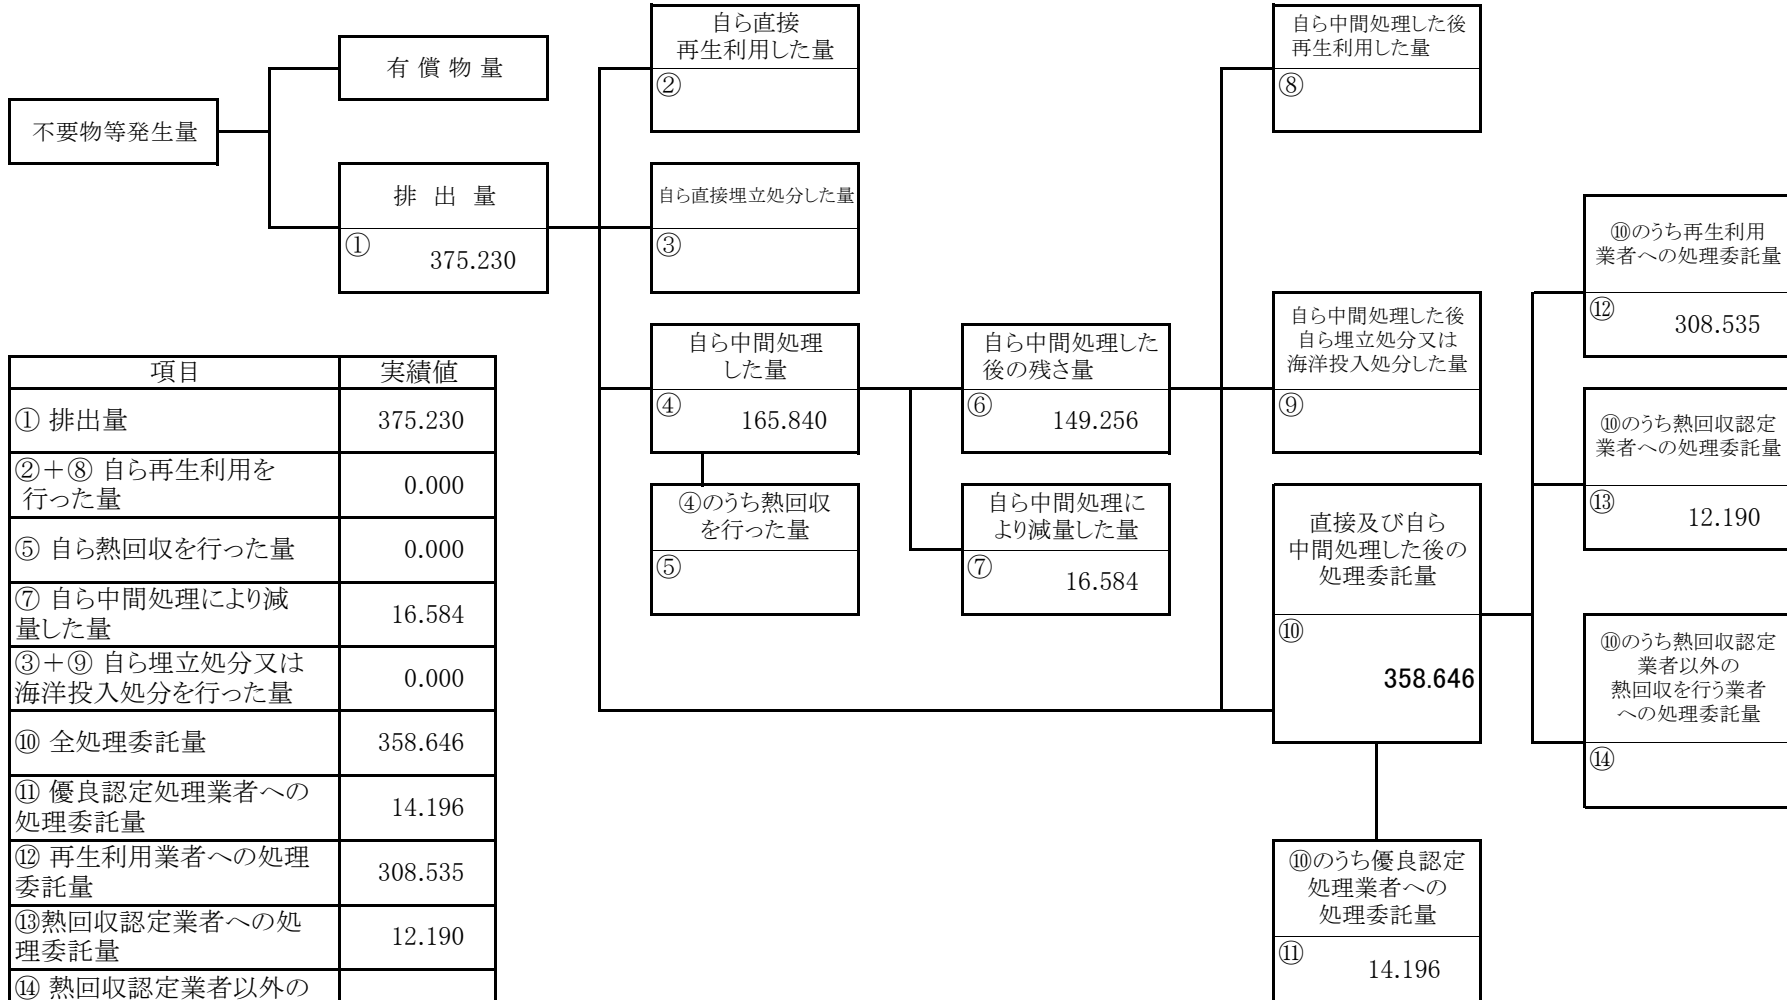 不要物等発生量
有 償 物 量
排 出 量
①
375.230
自ら直接
再生利用した量
②
自ら直接埋立処分した量
③
自ら中間処理
した量
④
165.840
④のうち熱回収
を行った量
⑤
自ら中間処理した
後の残さ量
⑥
149.256
自ら中間処理に
より減量した量
⑦
16.584
自ら中間処理した後
再生利用した量
⑧
自ら中間処理した後
自ら埋立処分又は
海洋投入処分した量
⑨
直接及び自ら
中間処理した後の
処理委託量
⑩
358.646
⑩のうち優良認定
処理業者への
処理委託量
⑪
14.196
⑩のうち再生利用
業者への処理委託量
⑫
308.535
⑩のうち熱回収認定
業者への処理委託量
⑬
12.190
⑩のうち熱回収認定
業者以外の
熱回収を行う業者
への処理委託量
⑭
項目 実績値
① 排出量 375.230
②＋⑧ 自ら再生利用を
行った量 0.000
⑤ 自ら熱回収を行った量 0.000
⑦ 自ら中間処理により減
量した量 16.584
③＋⑨ 自ら埋立処分又は
海洋投入処分を行った量 0.000
⑩ 全処理委託量 358.646
⑪ 優良認定処理業者への
処理委託量 14.196
⑫ 再生利用業者への処理
委託量 308.535
⑬熱回収認定業者への処
理委託量 12.190
⑭ 熱回収認定業者以外の